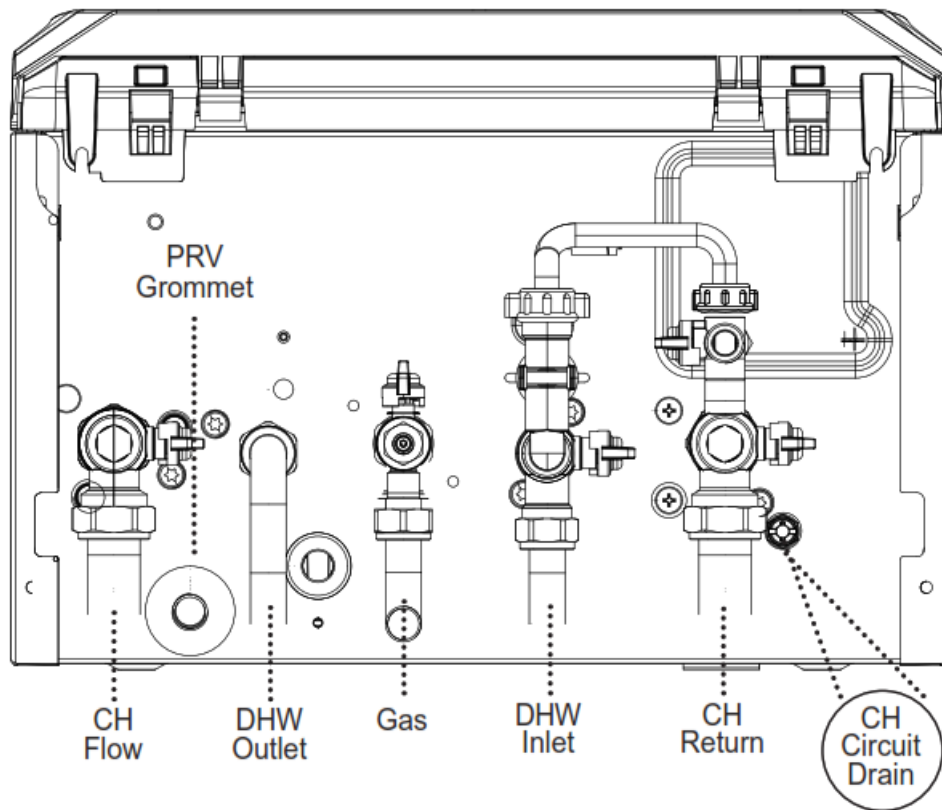 PRV
Grommet
CH
Flow
DHW
Outlet
Gas
DHW
Inlet
CH
Return
CH
Circuit
Drain